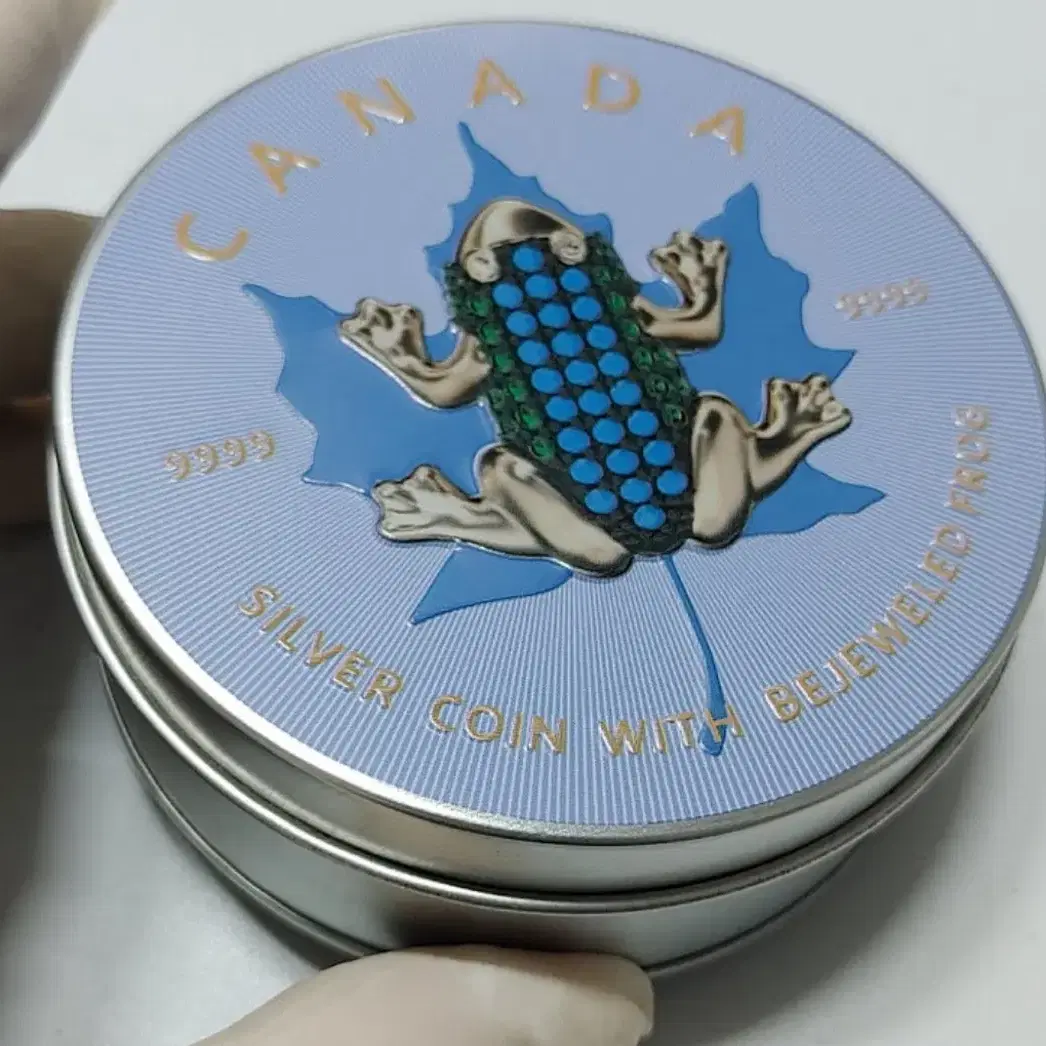 CANADA
9999
9999
SILVER COIN WITH BEJEWELED FROG